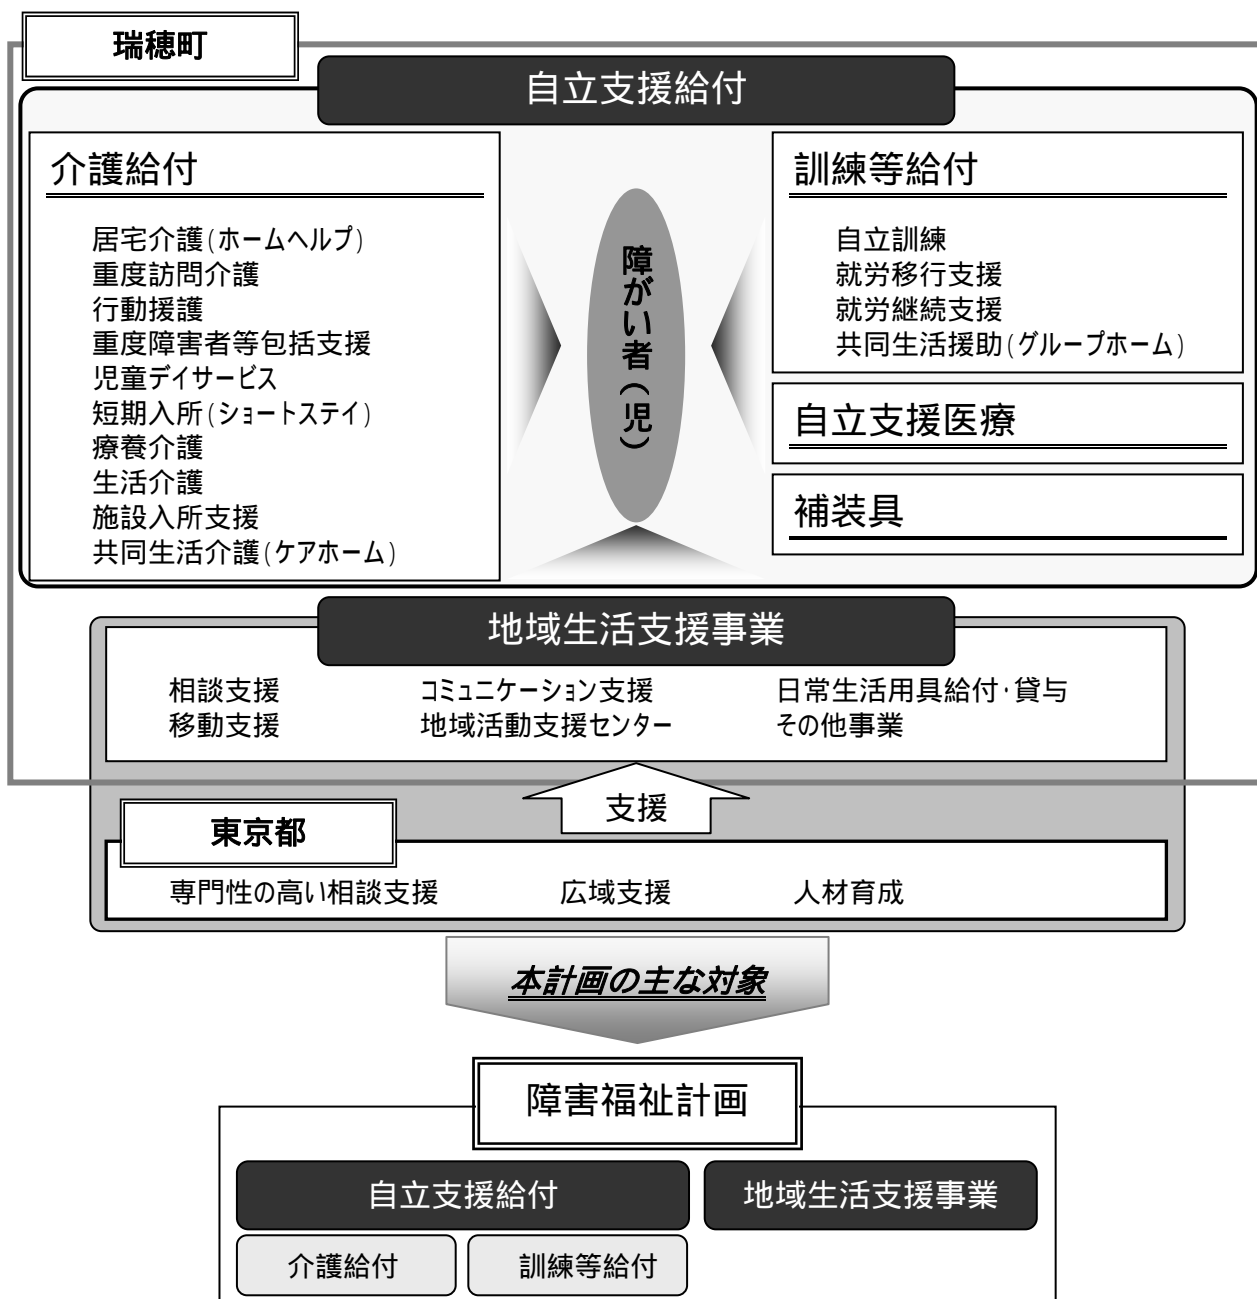 瑞穂町
自立支援給付
介護給付
居宅介護(ホームヘルプ)
重度訪問介護
行動援護
重度障害者等包括支援
児童デイサービス
短期入所(ショートステイ)
療養介護
生活介護
施設入所支援
共同生活介護(ケアホーム)
障がい者(児)
訓練等給付
自立訓練
就労移行支援
就労継続支援
共同生活援助(グループホーム)
自立支援医療
補装具
地域生活支援事業
相談支援 コミュニケーション支援 日常生活用具給付・貸与
移動支援 地域活動支援センター その他事業
支援
東京都
専門性の高い相談支援 広域支援 人材育成
本計画の主な対象
障害福祉計画
自立支援給付 地域生活支援事業
介護給付 訓練等給付